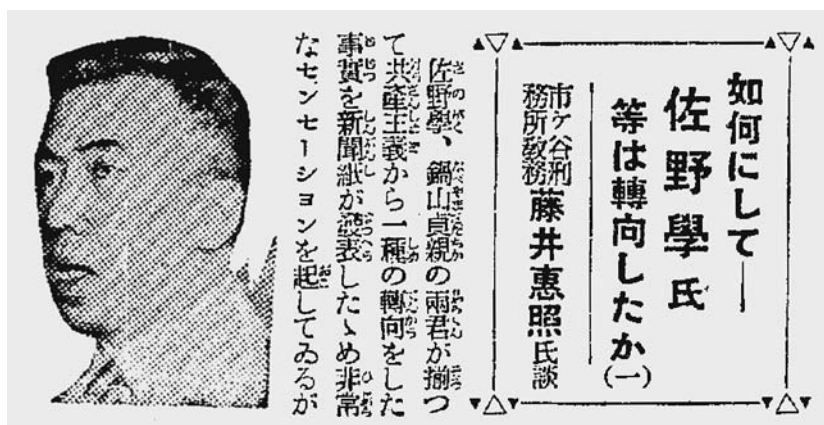 如何にして―
佐野學氏
等は轉向したか(一)
市ケ谷刑
務所敎務
藤井惠照氏談
佐野學、鍋山貞親の兩君が揃つ
て共產主義から一種の轉向をした
事實を新聞紙が發表したゝめ非常
なセンセーションを起してゐるが